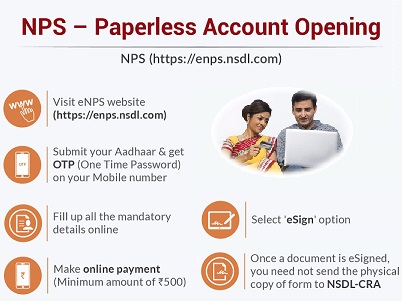 NPS – Paperless Account Opening
NPS (https://enps.nsdl.com)
www
Visit eNPS website
(https://enps.nsdl.com)
OTP
Submit your Aadhaar & get
OTP (One Time Password)
on your Mobile number
Fill up all the mandatory
details online
₹
Make online payment
(Minimum amount of ₹500)
Select 'eSign' option
Once a document is eSigned,
you need not send the physical
copy of form to NSDL-CRA